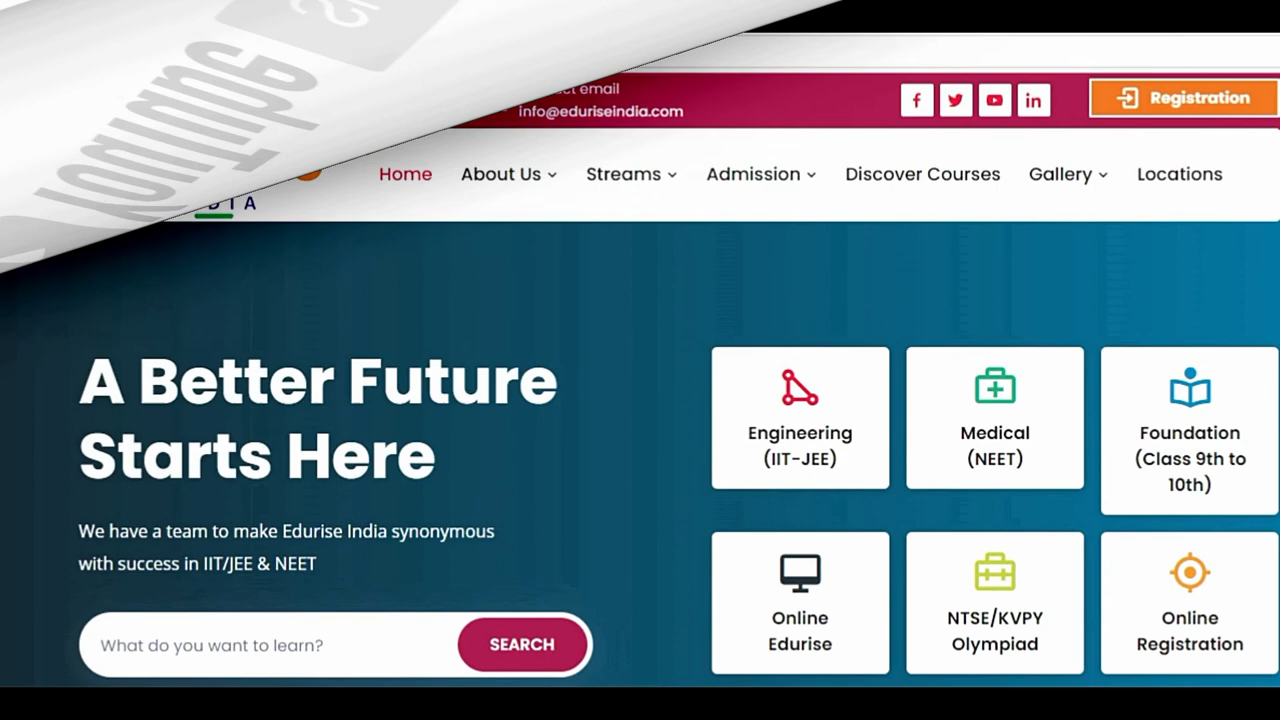 info@eduriseindia.com
Registration
Home
About Us
Streams
Admission
Discover Courses
Gallery
Locations
A Better Future
Starts Here
We have a team to make Edurise India synonymous
with success in IIT/JEE & NEET
What do you want to learn?
SEARCH
Engineering
(IIT-JEE)
Medical
(NEET)
Foundation
(Class 9th to
10th)
Online
Edurise
NTSE/KVPY
Olympiad
Online
Registration